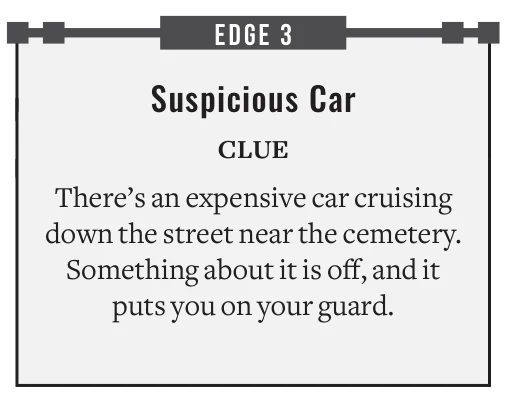 EDGE 3
Suspicious Car
CLUE
There’s an expensive car cruising
down the street near the cemetery.
Something about it is off, and it
puts you on your guard.